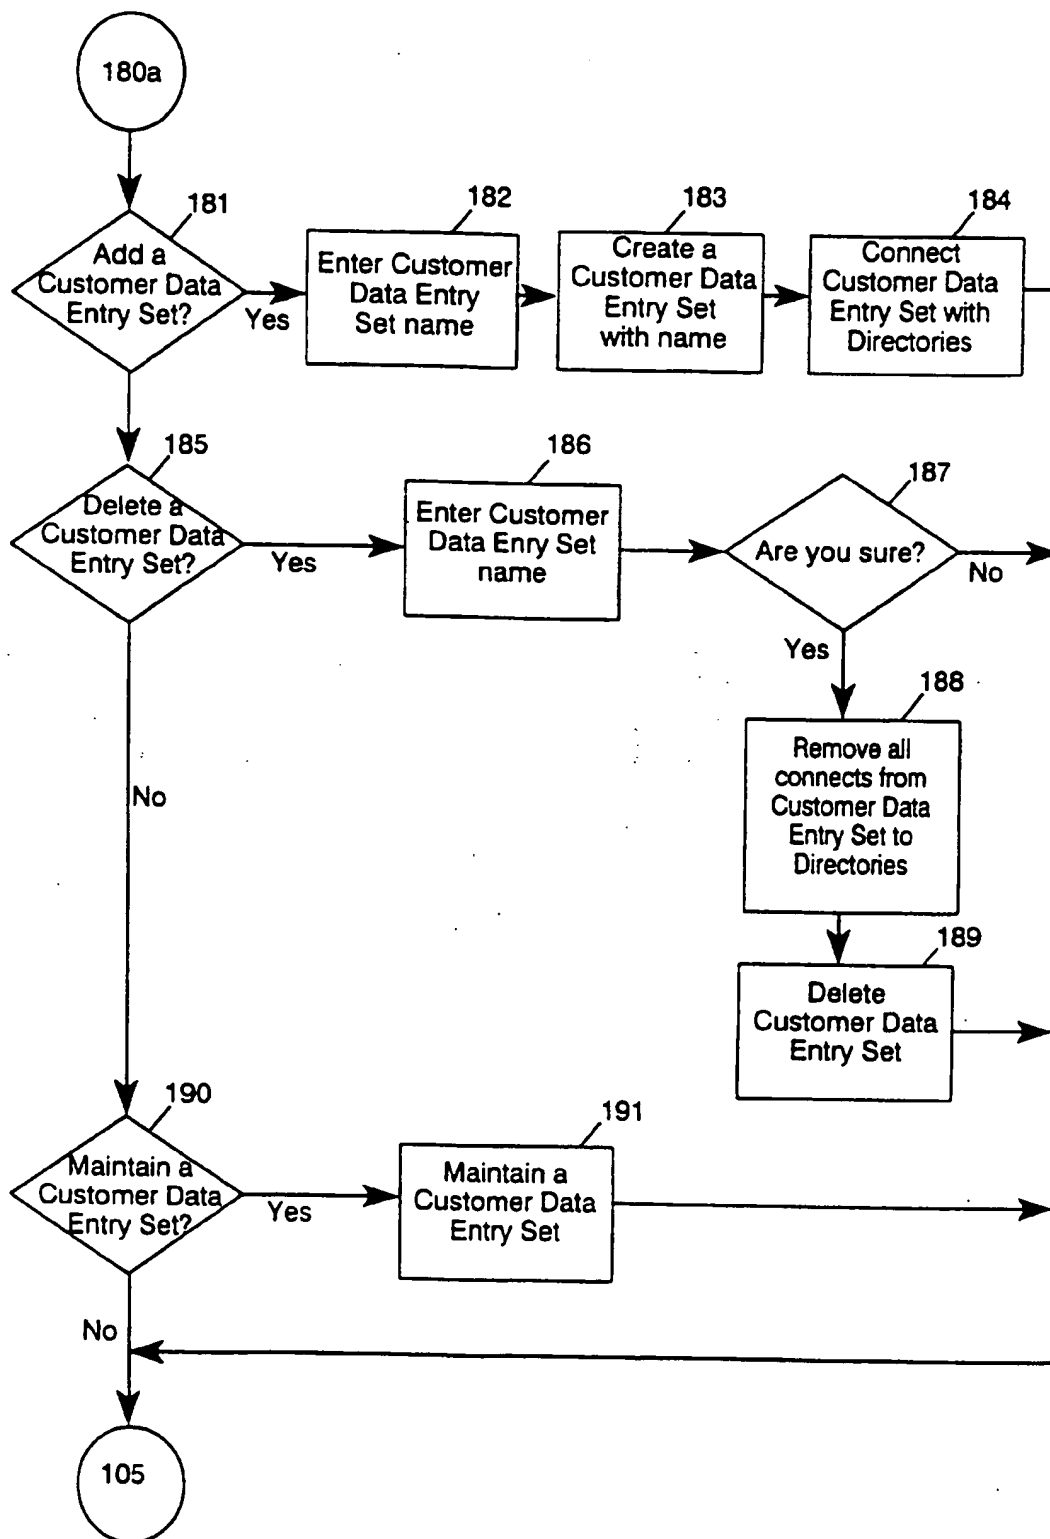 180a
181
Add a
Customer Data
Entry Set?
Yes
182
Enter Customer
Data Entry
Set name
183
Create a
Customer Data
Entry Set
with name
184
Connect
Customer Data
Entry Set with
Directories
185
Delete a
Customer Data
Entry Set?
Yes
186
Enter Customer
Data Enry Set
name
187
Are you sure?
No
Yes
188
Remove all
connects from
Customer Data
Entry Set to
Directories
No
189
Delete
Customer Data
Entry Set
190
Maintain a
Customer Data
Entry Set?
Yes
191
Maintain a
Customer Data
Entry Set
No
105